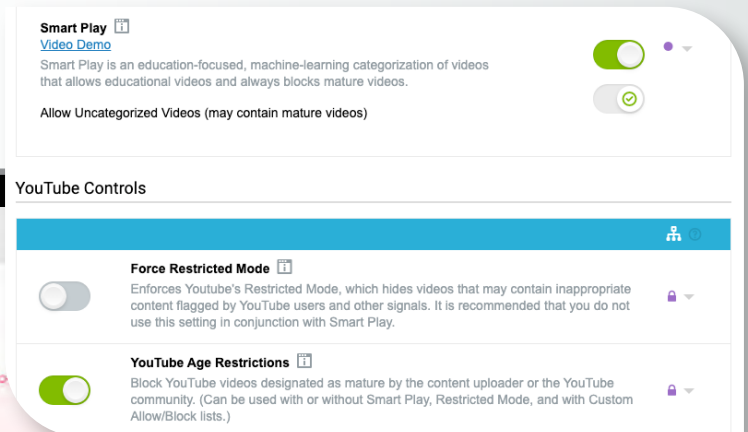 Smart Play
Video Demo
Smart Play is an education-focused, machine-learning categorization of videos
that allows educational videos and always blocks mature videos.
Allow Uncategorized Videos (may contain mature videos)
YouTube Controls
Force Restricted Mode
Enforces Youtube's Restricted Mode, which hides videos that may contain inappropriate
content flagged by YouTube users and other signals. It is recommended that you do not
use this setting in conjunction with Smart Play.
YouTube Age Restrictions
Block YouTube videos designated as mature by the content uploader or the YouTube
community. (Can be used with or without Smart Play, Restricted Mode, and with Custom
Allow/Block lists.)